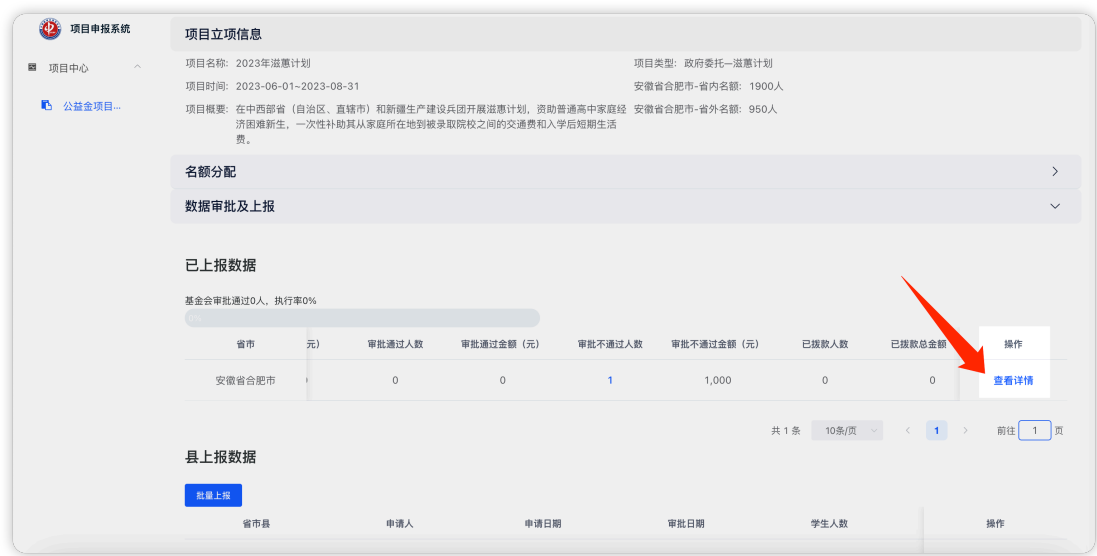 项目申报系统
项目中心
公益金项目...
项目立项信息
项目名称: 2023年滋蕙计划
项目类型: 政府委托—滋蕙计划
项目时间: 2023-06-01~2023-08-31
安徽省合肥市-省内名额: 1900人
项目概要: 在中西部省（自治区、直辖市）和新疆生产建设兵团开展滋惠计划，资助普通高中家庭经
济困难新生，一次性补助其从家庭所在地到被录取院校之间的交通费和入学后短期生活
费。
安徽省合肥市-省外名额: 950人
名额分配
数据审批及上报
已上报数据
基金会审批通过0人，执行率0%
0%
省市 元） 审批通过人数 审批通过金额（元） 审批不通过人数 审批不通过金额（元） 已拨款人数 已拨款总金额 操作
安徽省合肥市 0 0 1 1,000 0 0 查看详情
共 1 条 10条/页 1 前往 1 页
县上报数据
批量上报
省市县 申请人 申请日期 审批日期 学生人数 操作